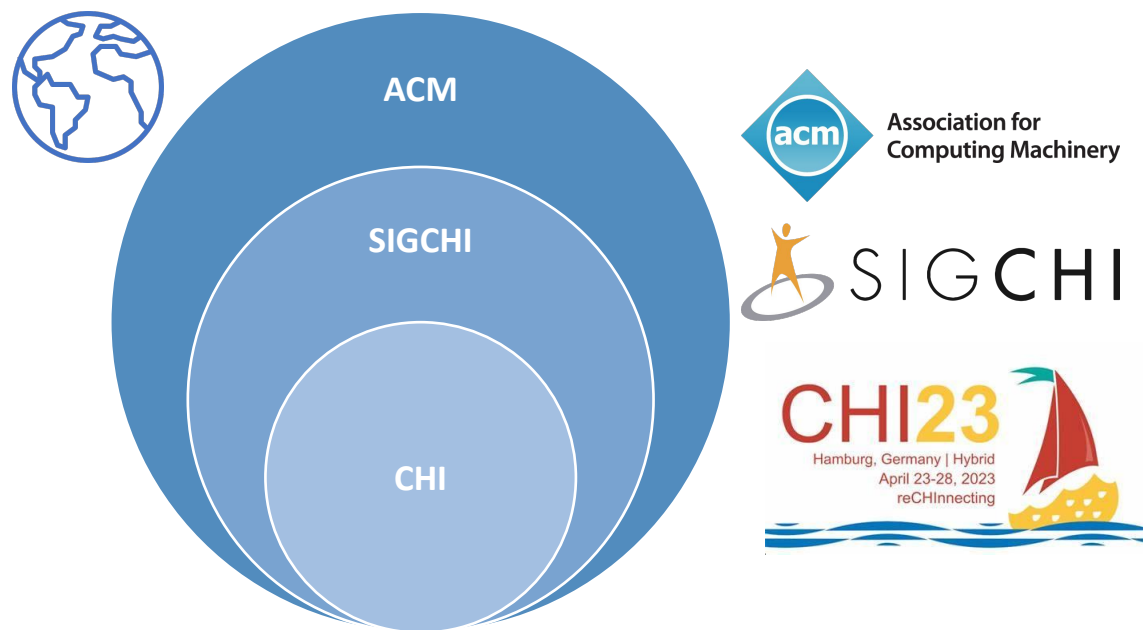 ACM
SIGCHI
CHI
acm
Association for
Computing Machinery
SIGCHI
CHI23
Hamburg, Germany | Hybrid
April 23-28, 2023
reCHInnecting